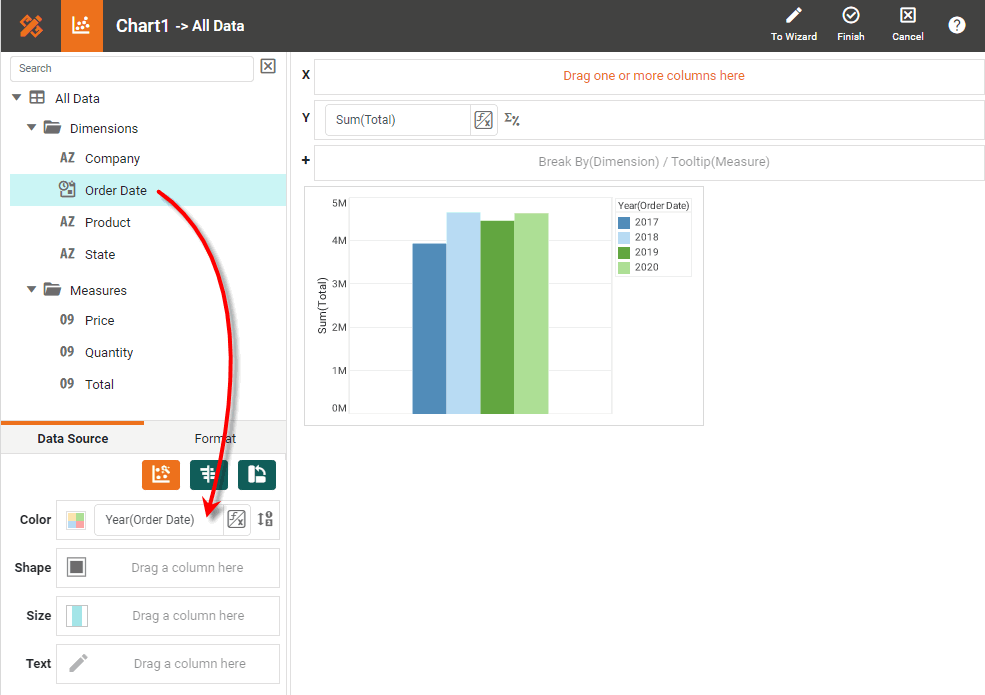 Chart1 -> All Data
To Wizard
Finish
Cancel
?
Search
All Data
Dimensions
AZ Company
Order Date
AZ Product
AZ State
Measures
09 Price
09 Quantity
09 Total
Data Source
Format
Color
Year(Order Date)
Shape
Drag a column here
Size
Drag a column here
Text
Drag a column here
X
Drag one or more columns here
Y
Sum(Total)
+
Break By(Dimension) / Tooltip(Measure)
Sum(Total)
5M
4M
3M
2M
1M
0M
Year(Order Date)
2017
2018
2019
2020